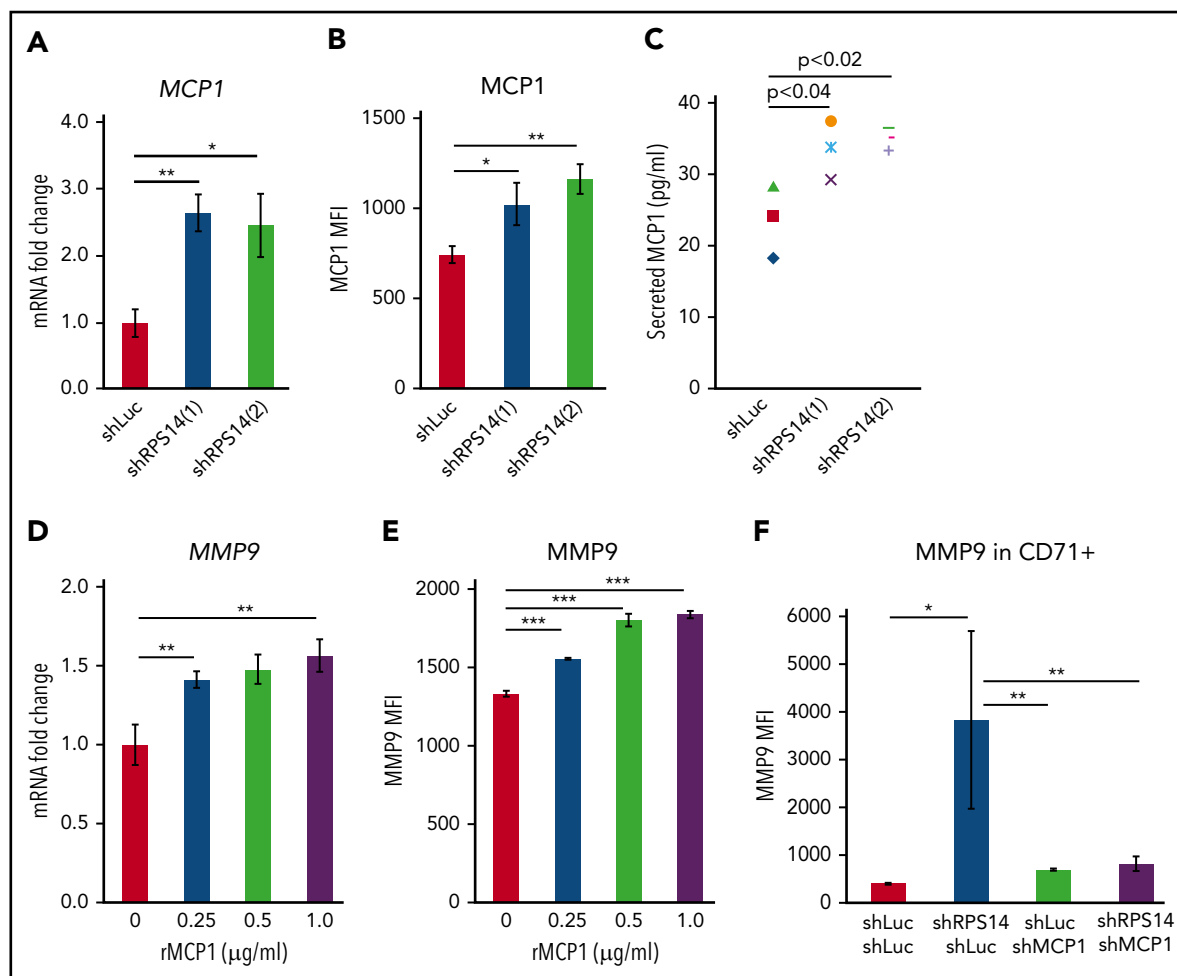 A
MCP1
mRNA fold change
4.0
3.0
2.0
1.0
0.0
*
**
shLuc
shRPS14(1)
shRPS14(2)
B
MCP1
MCP1 MFI
1500
1000
500
0
**
*
shLuc
shRPS14(1)
shRPS14(2)
C
p<0.02
p<0.04
Secreted MCP1 (pg/ml)
40
30
20
10
0
shLuc
shRPS14(1)
shRPS14(2)
D
MMP9
mRNA fold change
2.0
1.5
1.0
0.5
0.0
**
**
0 0.25 0.5 1.0
rMCP1 (μg/ml)
E
MMP9
MMP9 MFI
2000
1500
1000
500
0
***
***
***
0 0.25 0.5 1.0
rMCP1 (μg/ml)
F
MMP9 in CD71+
MMP9 MFI
6000
5000
4000
3000
2000
1000
0
*
**
**
shLuc shRPS14 shLuc shRPS14
shLuc shLuc shMCP1 shMCP1